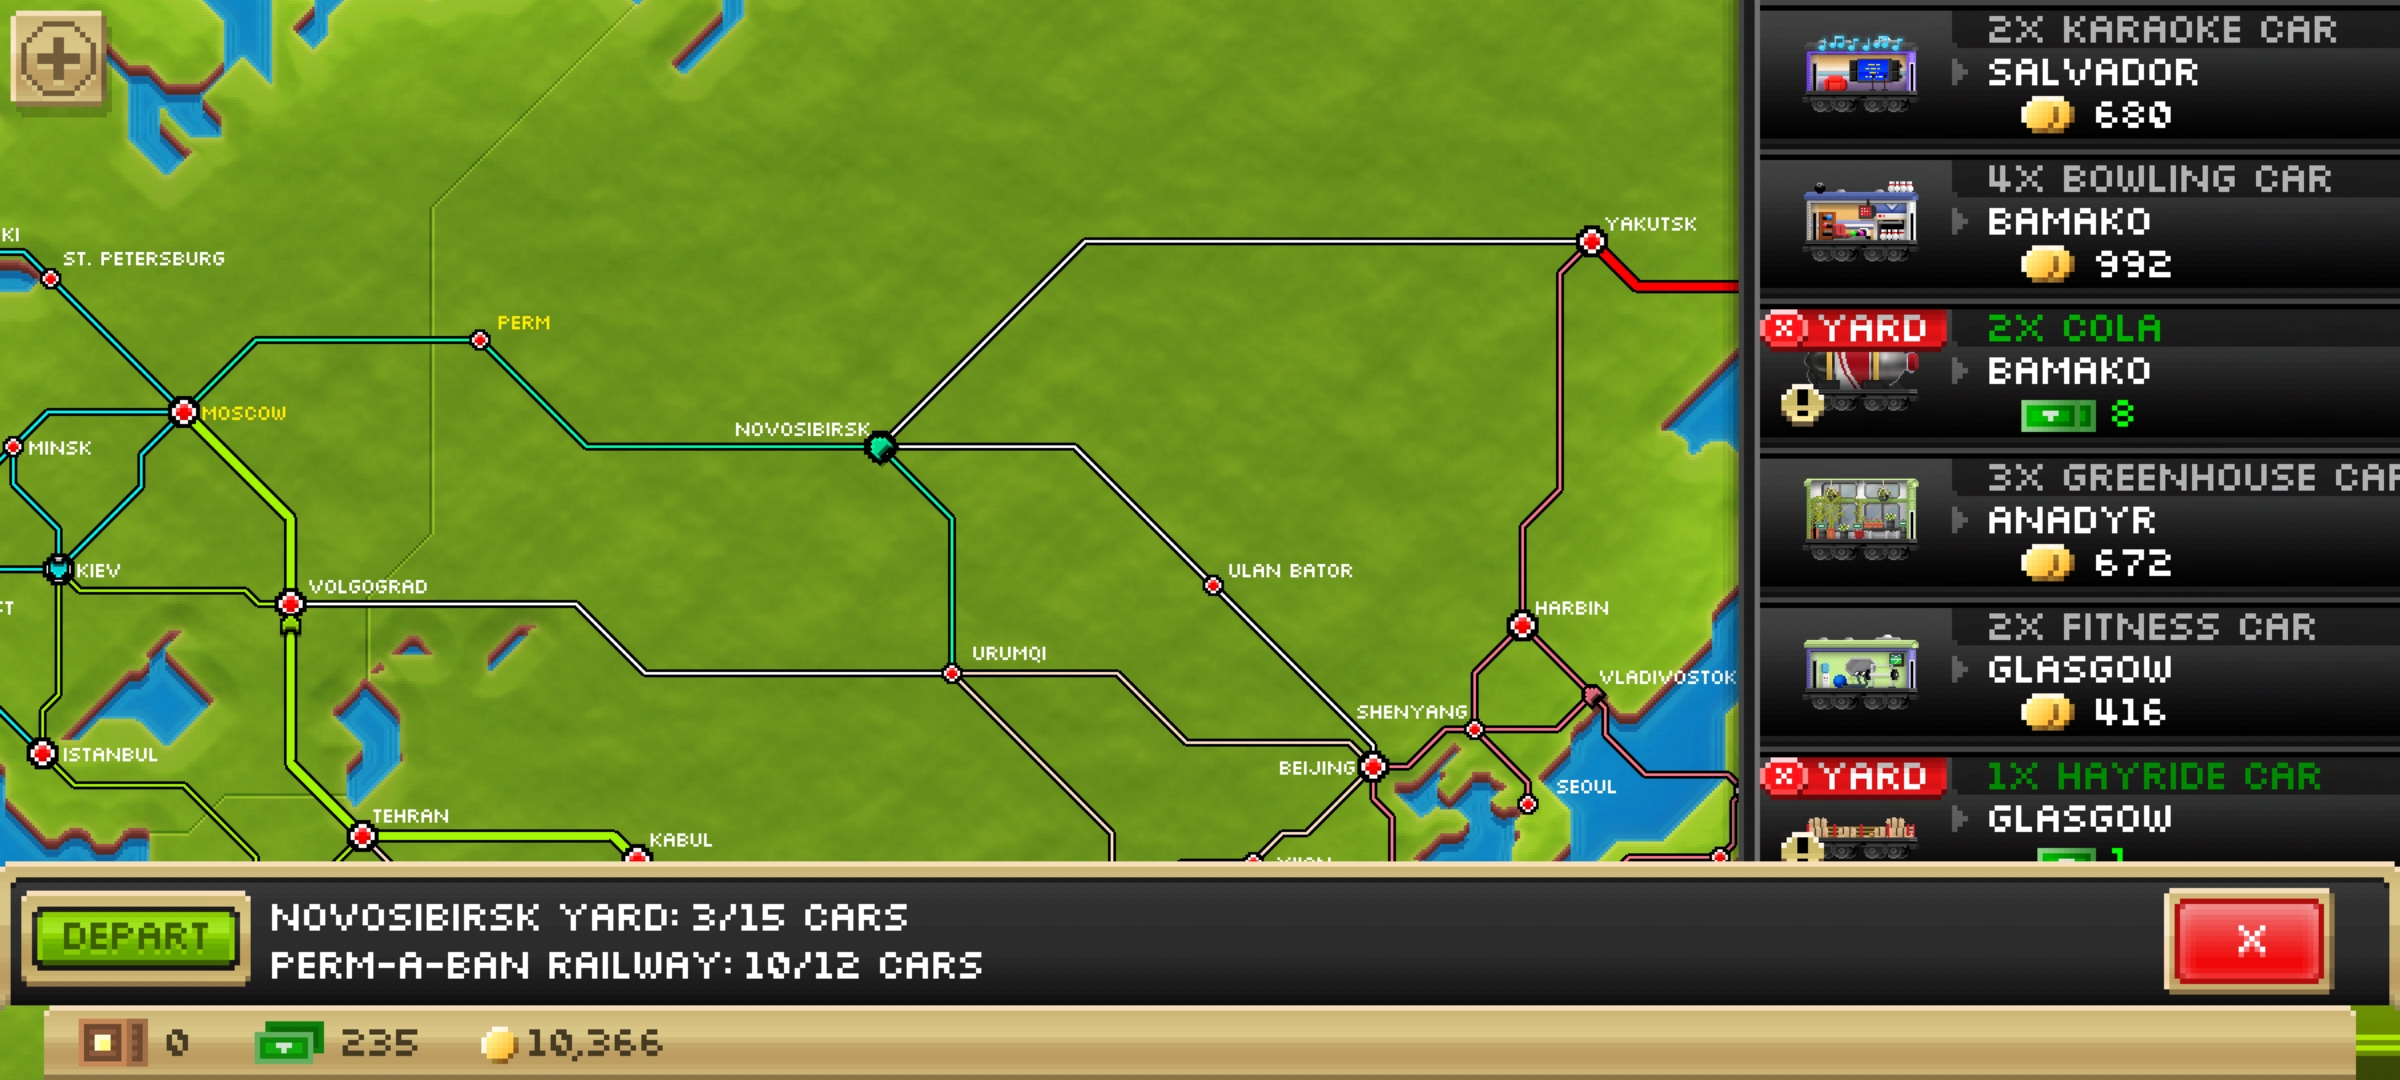 2X KARAOKE CAR
SALVADOR
680
4X BOWLING CAR
BAMAKO
992
YARD
2X COLA
BAMAKO
8
3X GREENHOUSE CAR
ANADYR
672
2X FITNESS CAR
GLASGOW
416
YARD
1X HAYRIDE CAR
GLASGOW
1
KI
ST. PETERSBURG
YAKUTSK
PERM
MOSCOW
NOVOSIBIRSK
MINSK
KIEV
ULAN BATOR
VOLGOGRAD
FT
HARBIN
URUMQI
VLADIVOSTOK
SHENYANG
ISTANBUL
BEIJING
SEOUL
TEHRAN
KABUL
DEPART
NOVOSIBIRSK YARD: 3/15 CARS
PERM-A-BAN RAILWAY: 10/12 CARS
X
0
235
10,366